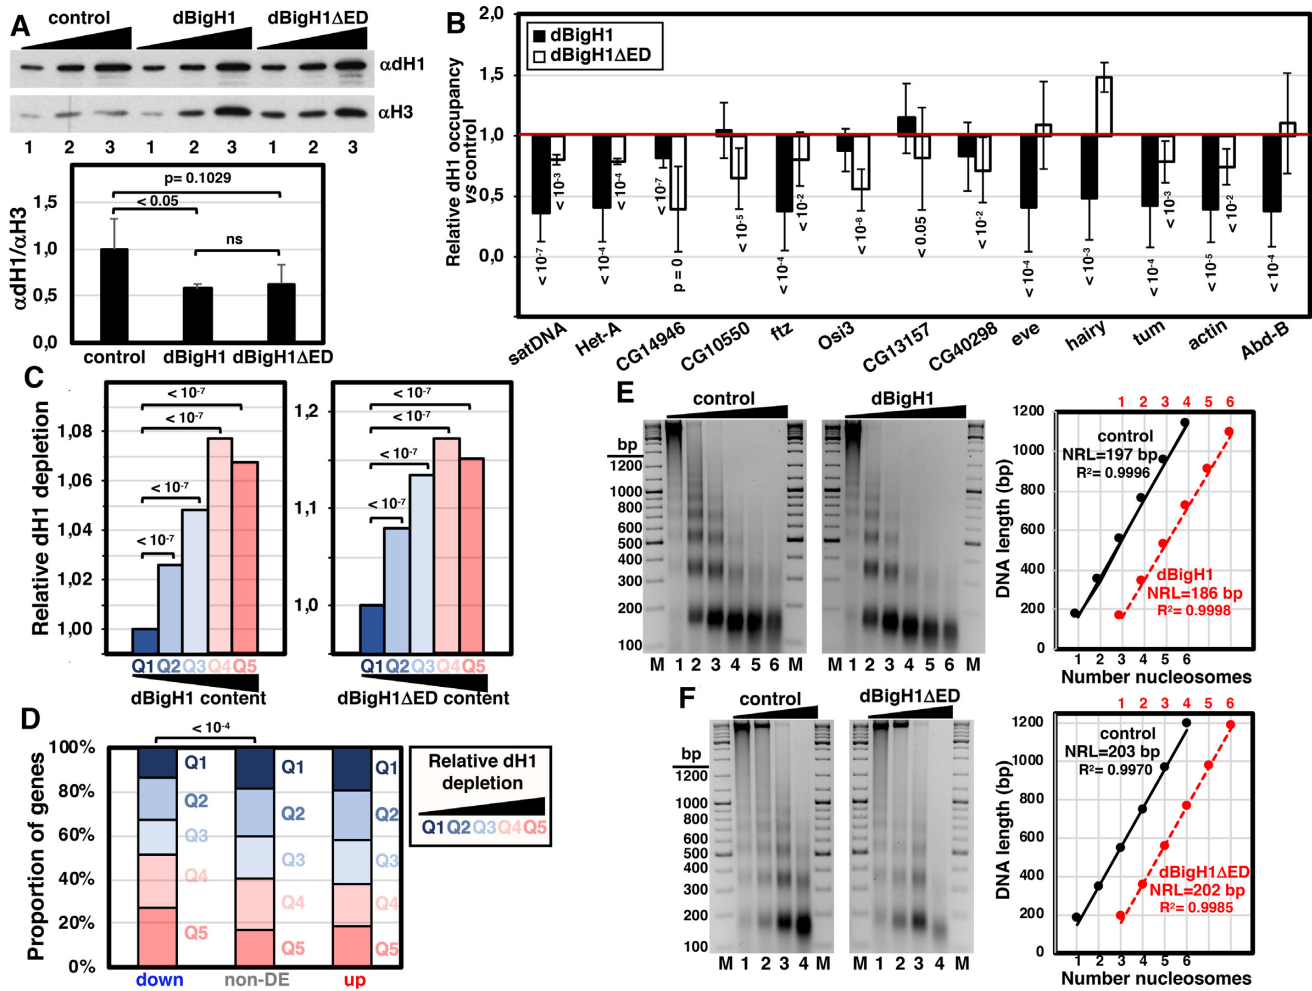 A
control dBigH1 dBigH1ΔED
αdH1
αH3
1 2 3 1 2 3 1 2 3
αdH1/αH3
1,5
1,0
0,5
0,0
p= 0.1029
< 0.05
ns
control dBigH1 dBigH1ΔED
B
Relative dH1 occupancy
vs control
2,0
1,5
1,0
0,5
0,0
dBigH1
dBigH1ΔED
< 10-7
< 10-3
< 10-4
< 10-4
< 10-7
p = 0
< 10-5
< 10-4
< 10-2
< 10-8
< 0.05
< 10-2
< 10-4
< 10-3
< 10-4
< 10-3
< 10-5
< 10-2
< 10-4
satDNA
Het-A
CG14946
CG10550
ftz
Osi3
CG13157
CG40298
eve
hairy
tum
actin
Abd-B
C
Relative dH1 depletion
1,08
1,06
1,04
1,02
1,00
< 10-7
< 10-7
< 10-7
< 10-7
Q1 Q2 Q3 Q4 Q5
dBigH1 content
1,2
1,1
1,0
< 10-7
< 10-7
< 10-7
< 10-7
Q1 Q2 Q3 Q4 Q5
dBigH1ΔED content
D
Proportion of genes
100%
80%
60%
40%
20%
0%
< 10-4
Q1 Q1 Q1
Q2 Q2 Q2
Q3 Q3 Q3
Q4 Q4 Q4
Q5 Q5 Q5
down non-DE up
Relative dH1
depletion
Q1 Q2 Q3 Q4 Q5
E
control dBigH1
bp
1200
1000
800
600
500
400
300
200
100
M 1 2 3 4 5 6 M 1 2 3 4 5 6 M
1 2 3 4 5 6
DNA length (bp)
1200
1000
800
600
400
200
0
control
NRL=197 bp
R2= 0.9996
dBigH1
NRL=186 bp
R2= 0.9998
1 2 3 4 5 6
Number nucleosomes
F
control dBigH1ΔED
bp
1200
1000
800
600
500
400
300
200
100
M 1 2 3 4 M 1 2 3 4 M
1 2 3 4 5 6
DNA length (bp)
1200
1000
800
600
400
200
0
control
NRL=203 bp
R2= 0.9970
dBigH1ΔED
NRL=202 bp
R2= 0.9985
1 2 3 4 5 6
Number nucleosomes